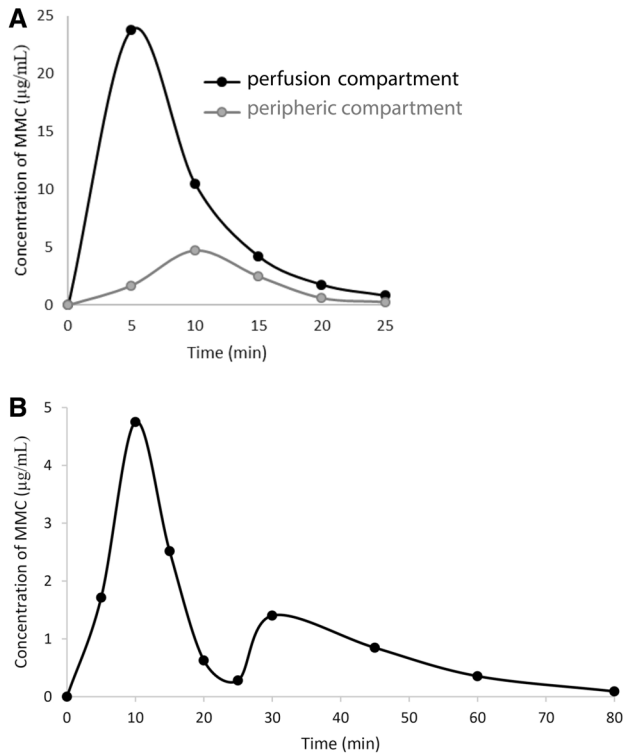 A
25
20
15
10
5
0
Concentration of MMC (µg/mL)
perfusion compartment
peripheric compartment
0 5 10 15 20 25
Time (min)
B
5
4
3
2
1
0
Concentration of MMC (µg/mL)
0 10 20 30 40 50 60 70 80
Time (min)